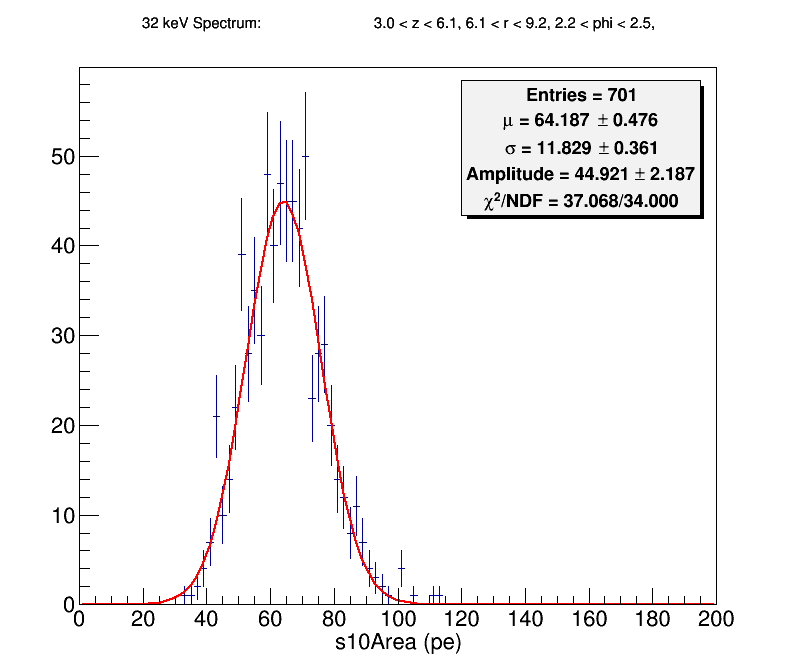 32 keV Spectrum: 3.0 < z < 6.1, 6.1 < r < 9.2, 2.2 < phi < 2.5,
Entries = 701
μ = 64.187 ± 0.476
σ = 11.829 ± 0.361
Amplitude = 44.921 ± 2.187
χ²/NDF = 37.068/34.000
50
40
30
20
10
0
0 20 40 60 80 100 120 140 160 180 200
s10Area (pe)